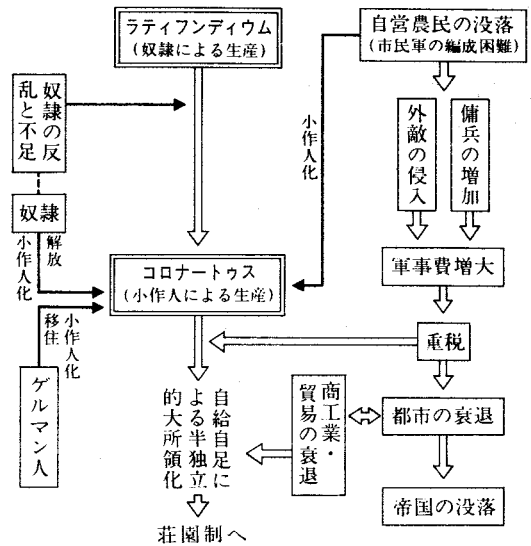 ラティフンディウム
(奴隷による生産)
自営農民の没落
(市民軍の編成困難)
奴隷の反
乱と不足
小作人化
外敵の侵入
傭兵の増加
奴隷
解放
小作人化
コロナートゥス
(小作人による生産)
軍事費増大
小作人化
移住
ゲルマン人
重税
自給自足に
よる半独立
的大所領化
商工業・
貿易の衰退
都市の衰退
荘園制へ
帝国の没落